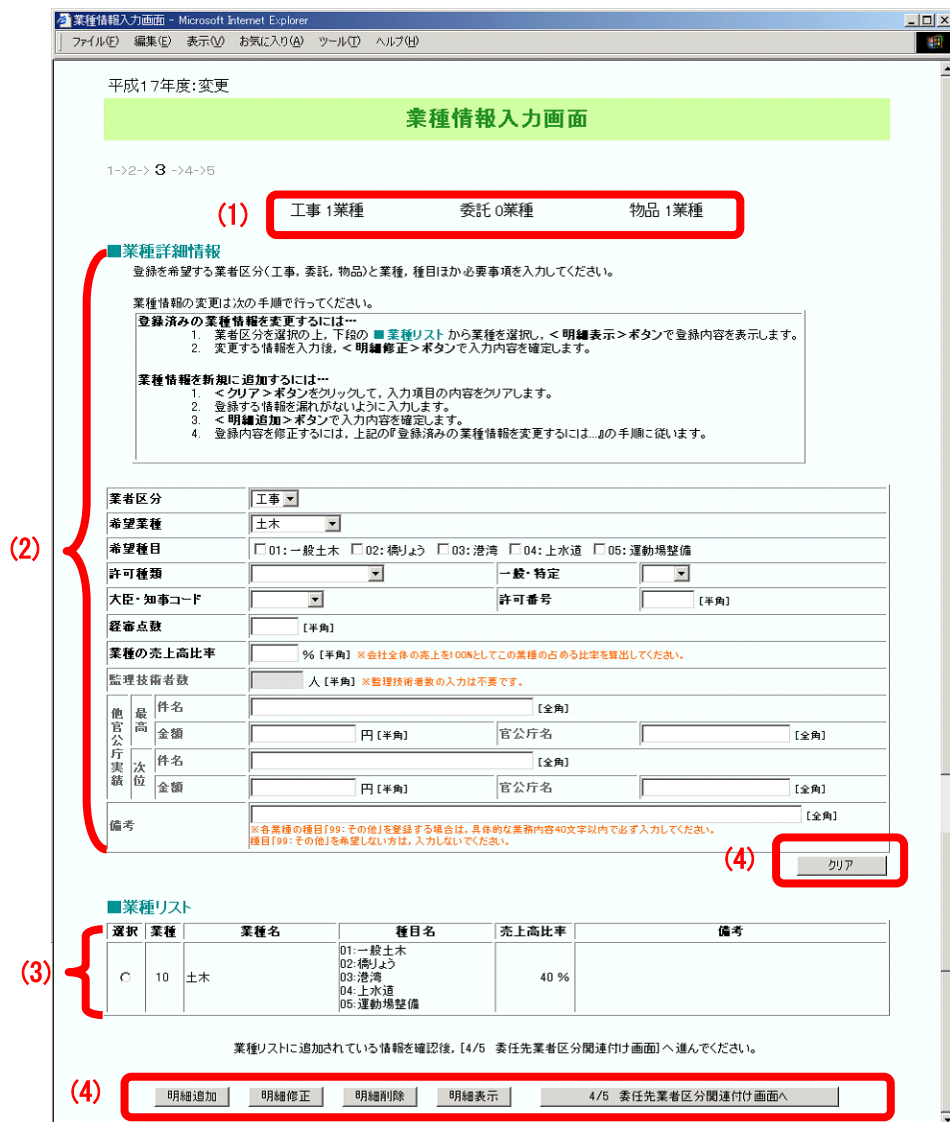 業種情報入力画面 - Microsoft Internet Explorer
ファイル(F) 編集(E) 表示(V) お気に入り(A) ツール(T) ヘルプ(H)
平成17年度:変更
業種情報入力画面
1->2-> 3 ->4->5
(1)
工事 1業種 委託 0業種 物品 1業種
(2)
■業種詳細情報
登録を希望する業者区分(工事, 委託, 物品)と業種, 種目ほか必要事項を入力してください。
業種情報の変更は次の手順で行ってください。
登録済みの業種情報を変更するには…
1. 業者区分を選択の上, 下段の ■業種リスト から業種を選択し, <明細表示>ボタンで登録内容を表示します。
2. 変更する情報を入力後, <明細修正>ボタンで入力内容を確定します。
業種情報を新規に追加するには…
1. <クリア>ボタンをクリックして, 入力項目の内容をクリアします。
2. 登録する情報を漏れがないように入力します。
3. <明細追加>ボタンで入力内容を確定します。
4. 登録内容を修正するには, 上記の『登録済みの業種情報を変更するには...』の手順に従います。
業者区分 工事
希望業種 土木
希望種目 01:一般土木 02:橋りょう 03:港湾 04:上水道 05:運動場整備
許可種類 一般・特定
大臣・知事コード 許可番号 [半角]
経審点数 [半角]
業種の売上高比率 % [半角] ※会社全体の売上を100%としてこの業種の占める比率を算出してください。
監理技術者数 人 [半角] ※監理技術者数の入力は不要です。
他官公庁実績 最高 件名 [全角]
金額 円 [半角] 官公庁名 [全角]
次位 件名 [全角]
金額 円 [半角] 官公庁名 [全角]
備考 [全角]
※各業種の種目「99:その他」を登録する場合は, 具体的な業務内容40文字以内で必ず入力してください。
種目「99:その他」を希望しない方は, 入力しないでください。
(4) クリア
■業種リスト
選択 業種 業種名 種目名 売上高比率 備考
(3)
10 土木 01:一般土木
02:橋りょう
03:港湾 40 %
04:上水道
05:運動場整備
業種リストに追加されている情報を確認後, [4/5 委任先業者区分関連付け画面]へ進んでください。
(4) 明細追加 明細修正 明細削除 明細表示 4/5 委任先業者区分関連付け画面へ